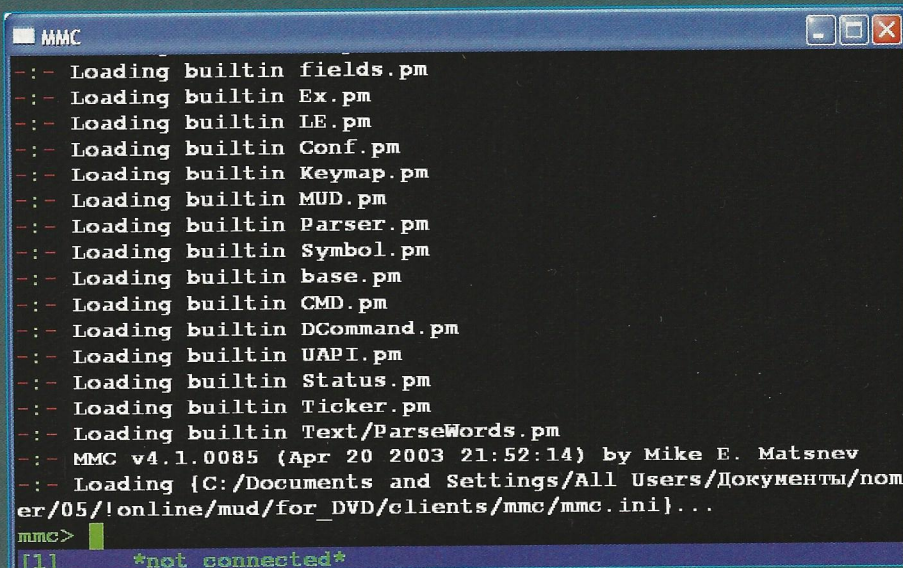 MMC
-:- Loading builtin fields.pm
-:- Loading builtin Ex.pm
-:- Loading builtin LE.pm
-:- Loading builtin Conf.pm
-:- Loading builtin Keymap.pm
-:- Loading builtin MUD.pm
-:- Loading builtin Parser.pm
-:- Loading builtin Symbol.pm
-:- Loading builtin base.pm
-:- Loading builtin CMD.pm
-:- Loading builtin DCommand.pm
-:- Loading builtin UAPI.pm
-:- Loading builtin Status.pm
-:- Loading builtin Ticker.pm
-:- Loading builtin Text/ParseWords.pm
-:- MMC v4.1.0085 (Apr 20 2003 21:52:14) by Mike E. Matsnev
-:- Loading {C:/Documents and Settings/All Users/Документы/nom
er/05/!online/mud/for_DVD/clients/mmc/mmc.ini}...
mmc>
[1] *not connected*